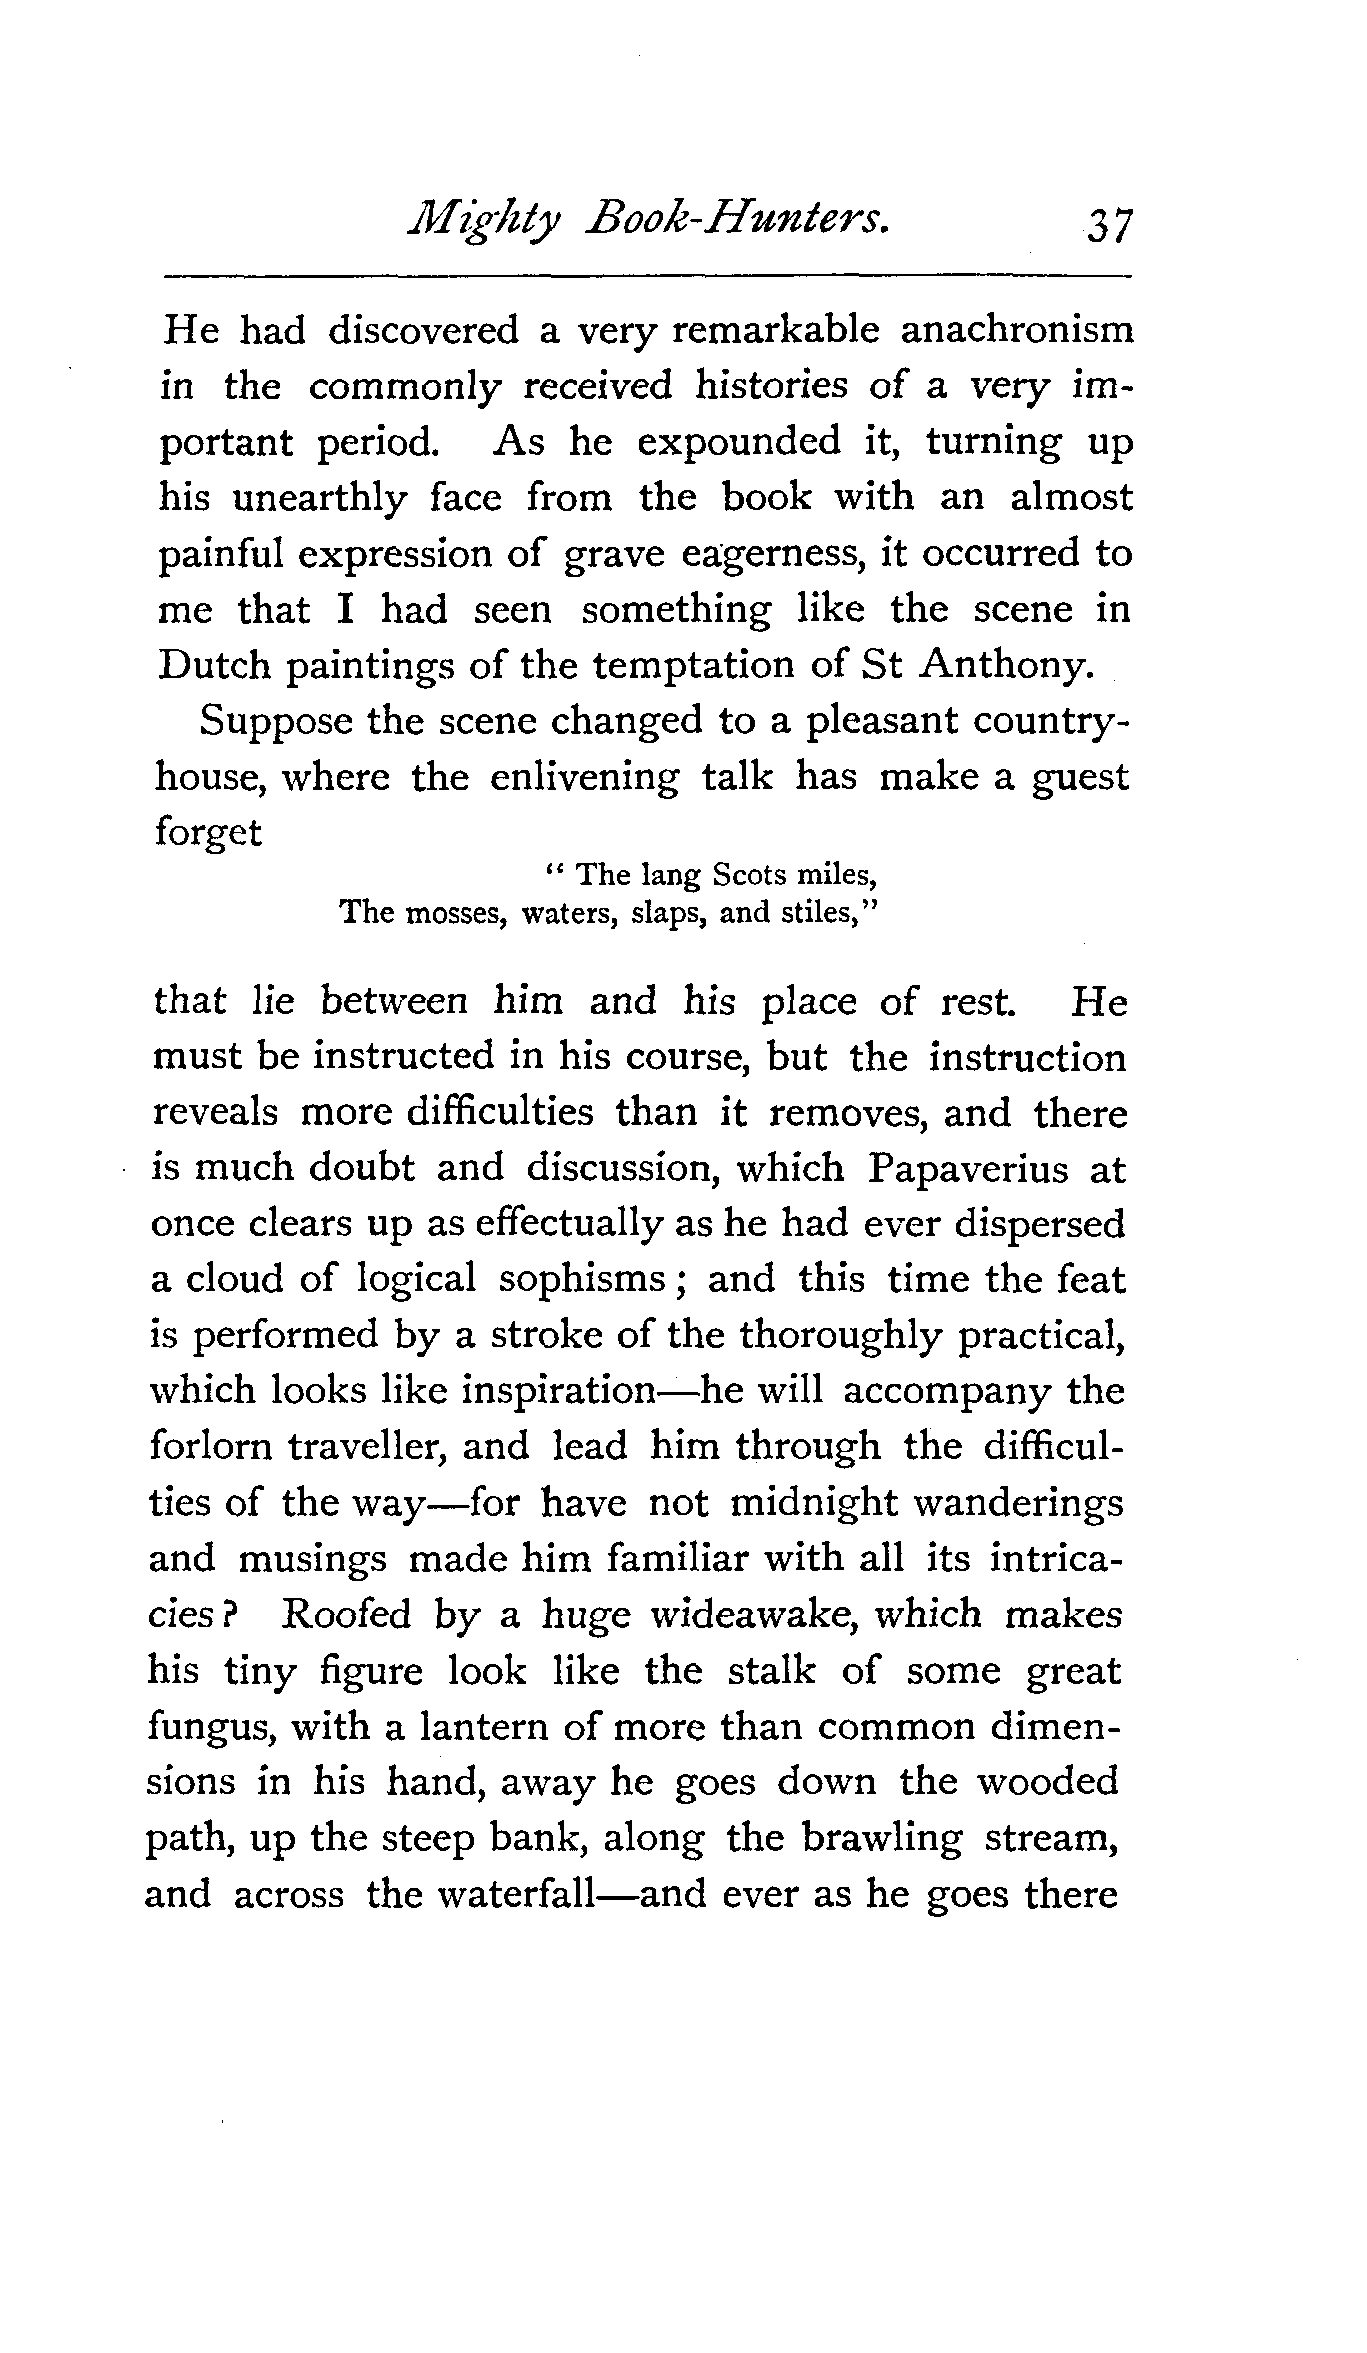 Mighty Book-Hunters. 37
He had discovered a very remarkable anachronism
in the commonly received histories of a very im-
portant period. As he expounded it, turning up
his unearthly face from the book with an almost
painful expression of grave eagerness, it occurred to
me that I had seen something like the scene in
Dutch paintings of the temptation of St Anthony.
Suppose the scene changed to a pleasant country-
house, where the enlivening talk has make a guest
forget
“ The lang Scots miles,
The mosses, waters, slaps, and stiles,”
that lie between him and his place of rest. He
must be instructed in his course, but the instruction
reveals more difficulties than it removes, and there
is much doubt and discussion, which Papaverius at
once clears up as effectually as he had ever dispersed
a cloud of logical sophisms ; and this time the feat
is performed by a stroke of the thoroughly practical,
which looks like inspiration—he will accompany the
forlorn traveller, and lead him through the difficul-
ties of the way—for have not midnight wanderings
and musings made him familiar with all its intrica-
cies ? Roofed by a huge wideawake, which makes
his tiny figure look like the stalk of some great
fungus, with a lantern of more than common dimen-
sions in his hand, away he goes down the wooded
path, up the steep bank, along the brawling stream,
and across the waterfall—and ever as he goes there